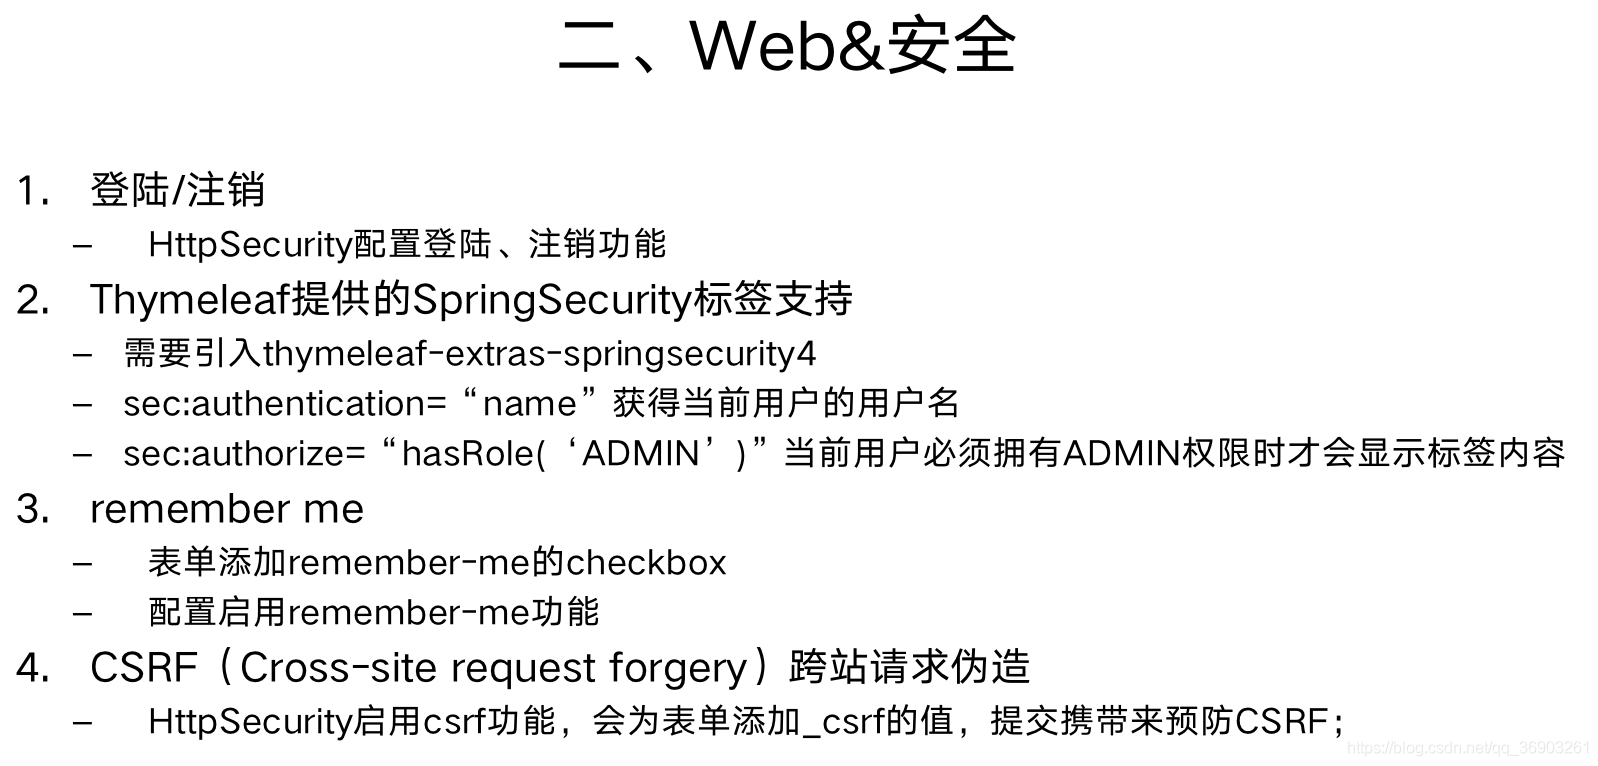 二、Web&安全
1. 登陆/注销
– HttpSecurity配置登陆、注销功能
2. Thymeleaf提供的SpringSecurity标签支持
– 需要引入thymeleaf-extras-springsecurity4
– sec:authentication=“name”获得当前用户的用户名
– sec:authorize=“hasRole(‘ADMIN’)”当前用户必须拥有ADMIN权限时才会显示标签内容
3. remember me
– 表单添加remember-me的checkbox
– 配置启用remember-me功能
4. CSRF（Cross-site request forgery）跨站请求伪造
– HttpSecurity启用csrf功能，会为表单添加_csrf的值，提交携带来预防CSRF；
https://blog.csdn.net/qq_36903261